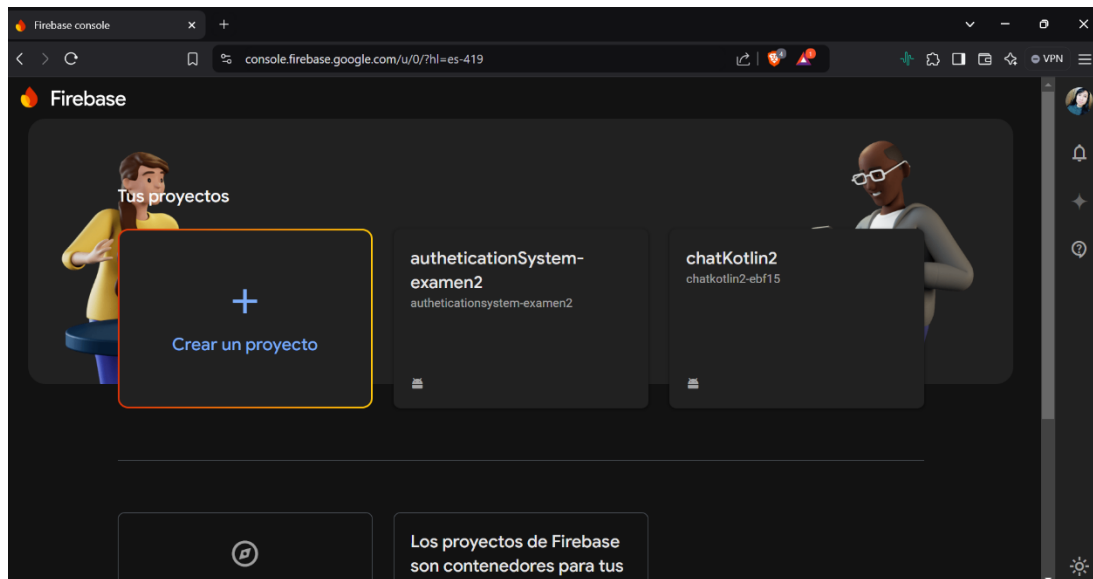 Firebase console
console.firebase.google.com/u/0/?hl=es-419
VPN
Firebase
Tus proyectos
Crear un proyecto
autheticationSystem-
examen2
autheticationsystem-examen2
chatKotlin2
chatkotlin2-ebf15
Los proyectos de Firebase
son contenedores para tus